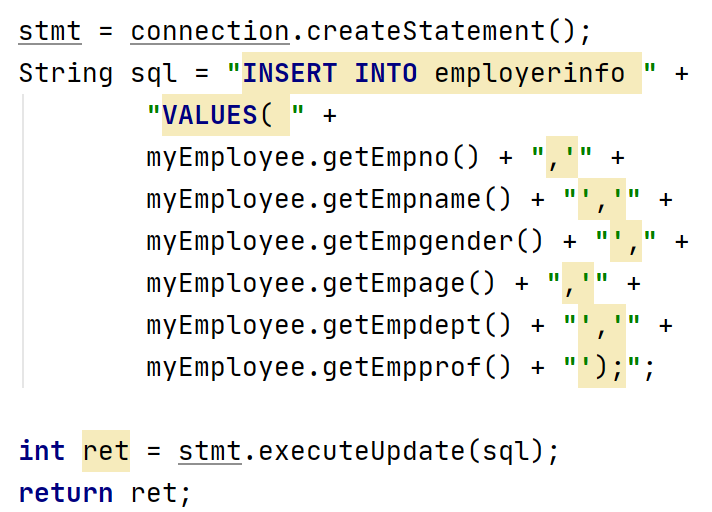 stmt = connection.createStatement();
String sql = "INSERT INTO employerinfo " +
"VALUES( " +
myEmployee.getEmpno() + ",'" +
myEmployee.getEmpname() + "','" +
myEmployee.getEmpgender() + "'," +
myEmployee.getEmpage() + ",'" +
myEmployee.getEmpdept() + "','" +
myEmployee.getEmpprof() + "');";
int ret = stmt.executeUpdate(sql);
return ret;